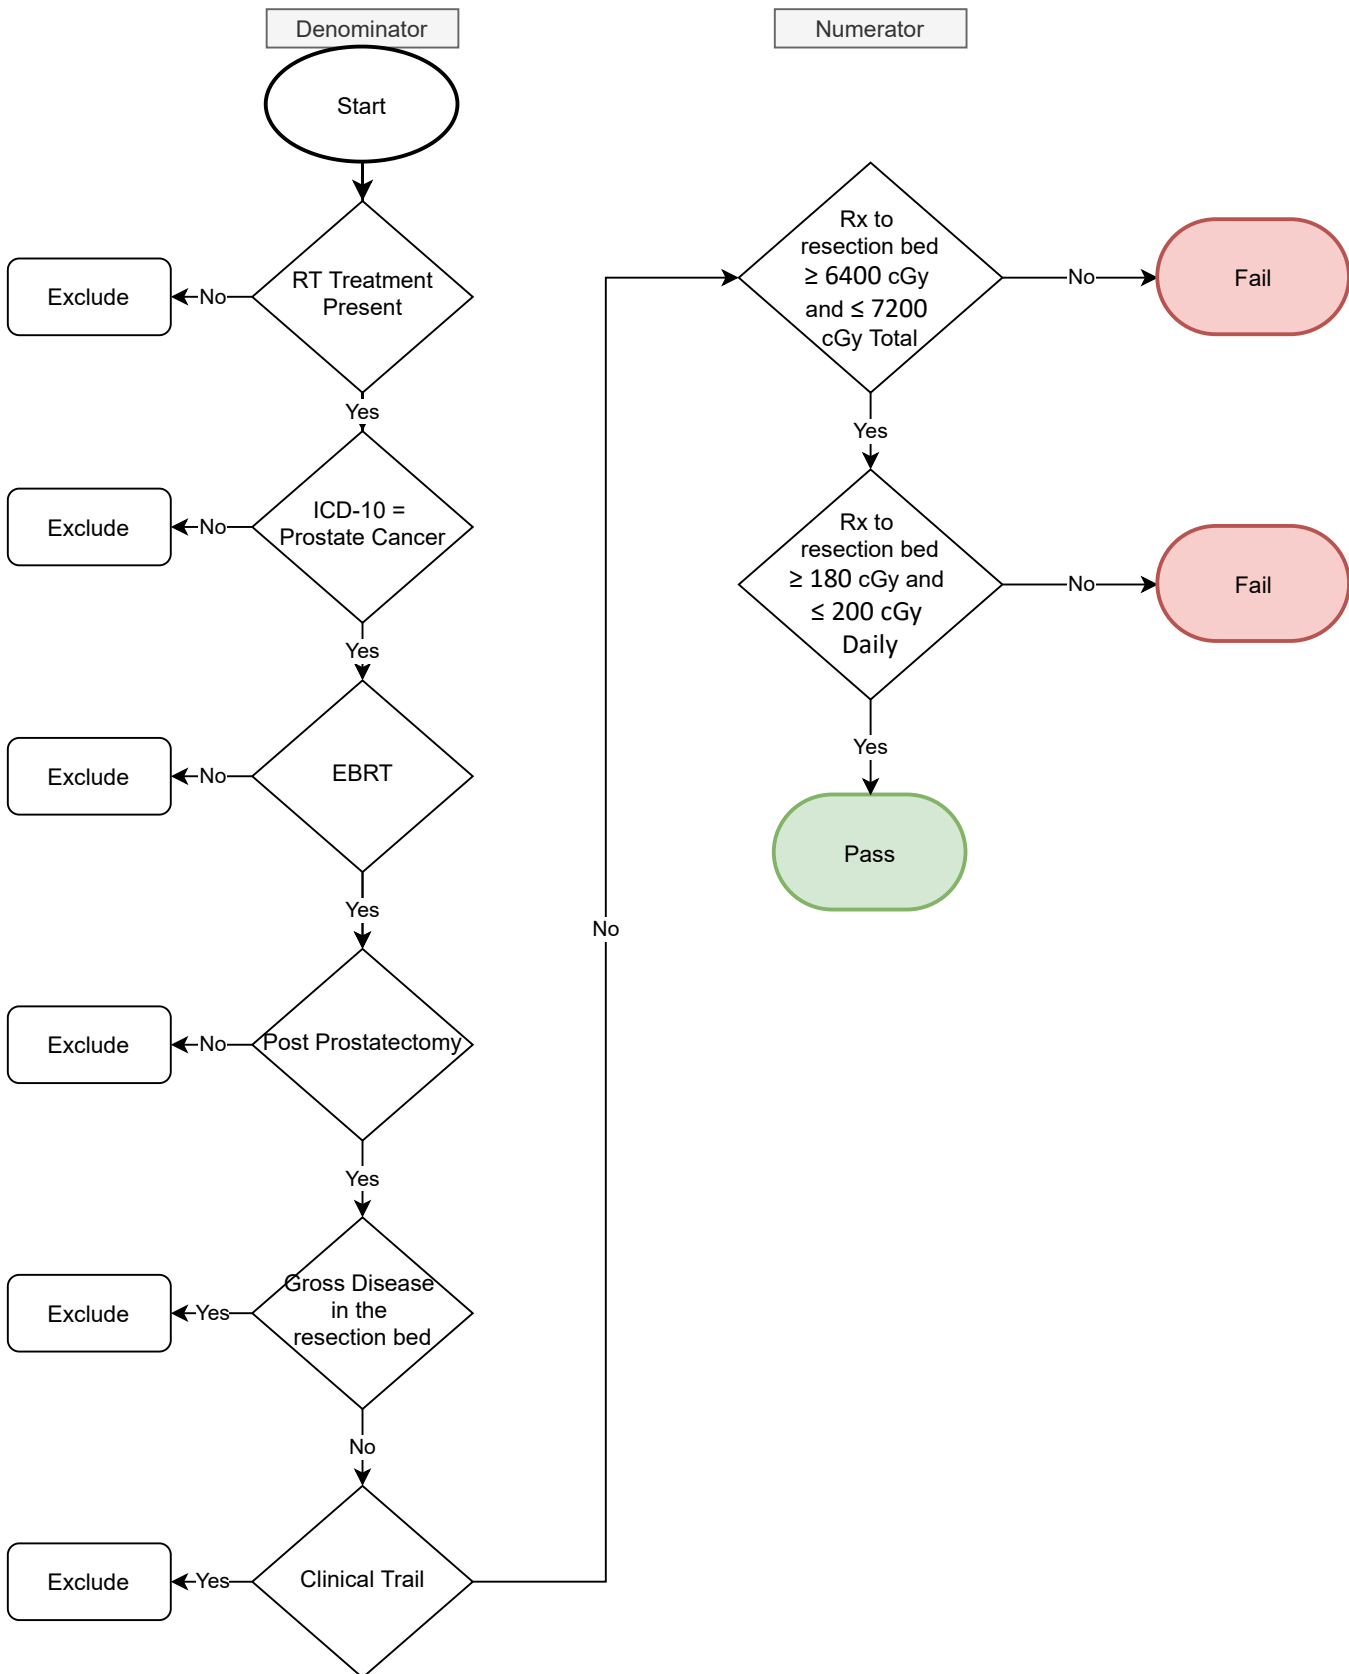 Denominator
Start
RT Treatment
Present
No
Exclude
Yes
ICD-10 =
Prostate Cancer
No
Exclude
Yes
EBRT
No
Exclude
Yes
Post Prostatectomy
No
Exclude
Yes
Gross Disease
in the
resection bed
Yes
Exclude
No
Clinical Trail
Yes
Exclude
No
Numerator
Rx to
resection bed
≥ 6400 cGy
and ≤ 7200
cGy Total
No
Fail
Yes
Rx to
resection bed
≥ 180 cGy and
≤ 200 cGy
Daily
No
Fail
Yes
Pass